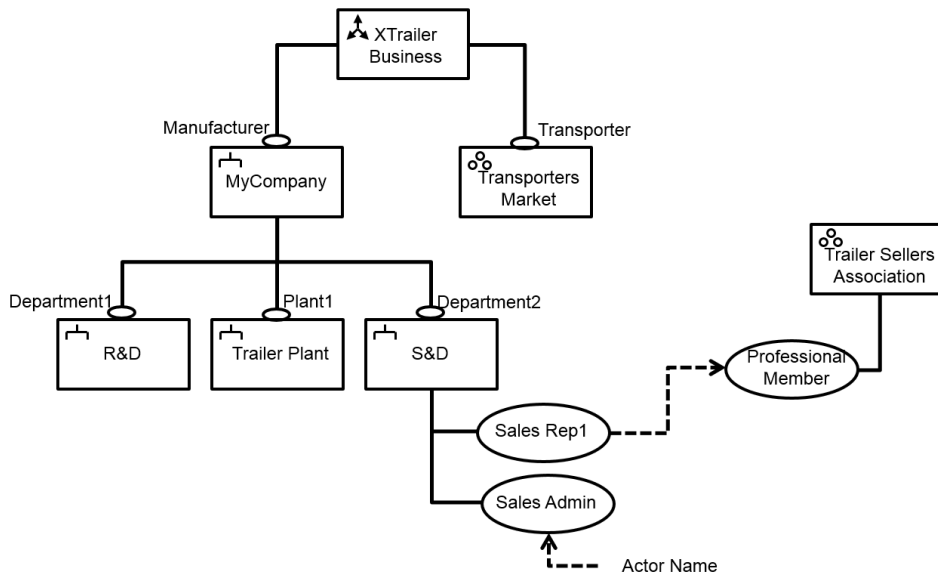 XTrailer
Business
Manufacturer
Transporter
MyCompany
Transporters
Market
Trailer Sellers
Association
Department1
Plant1
Department2
R&D
Trailer Plant
S&D
Professional
Member
Sales Rep1
Sales Admin
Actor Name